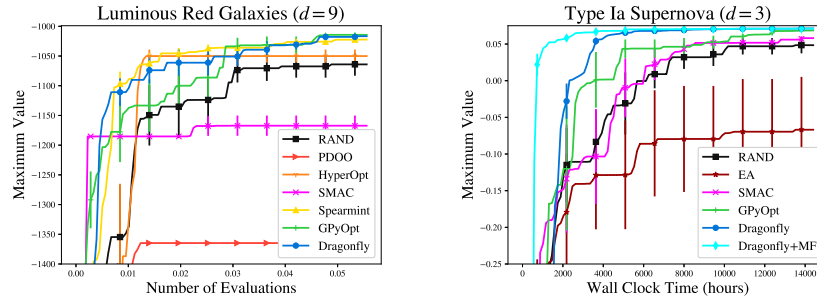 Luminous Red Galaxies (d = 9)
Maximum Value
−1000
−1050
−1100
−1150
−1200
−1250
−1300
−1350
−1400
0.00 0.01 0.02 0.03 0.04 0.05
Number of Evaluations
RAND
PDOO
HyperOpt
SMAC
Spearmint
GPyOpt
Dragonfly
Type Ia Supernova (d = 3)
Maximum Value
0.05
0.00
−0.05
−0.10
−0.15
−0.20
−0.25
0 2000 4000 6000 8000 10000 12000 14000
Wall Clock Time (hours)
RAND
EA
SMAC
GPyOpt
Dragonfly
Dragonfly+MF